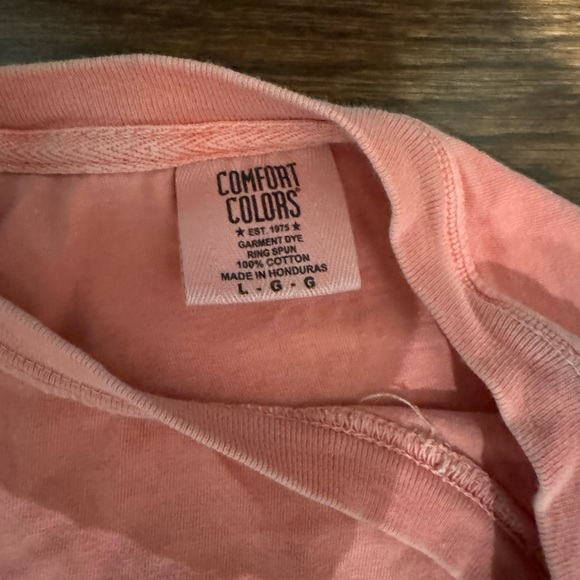 COMFORT
COLORS®
★ EST. 1975 ★
GARMENT DYE
RING SPUN
100% COTTON
MADE IN HONDURAS
L - G - G